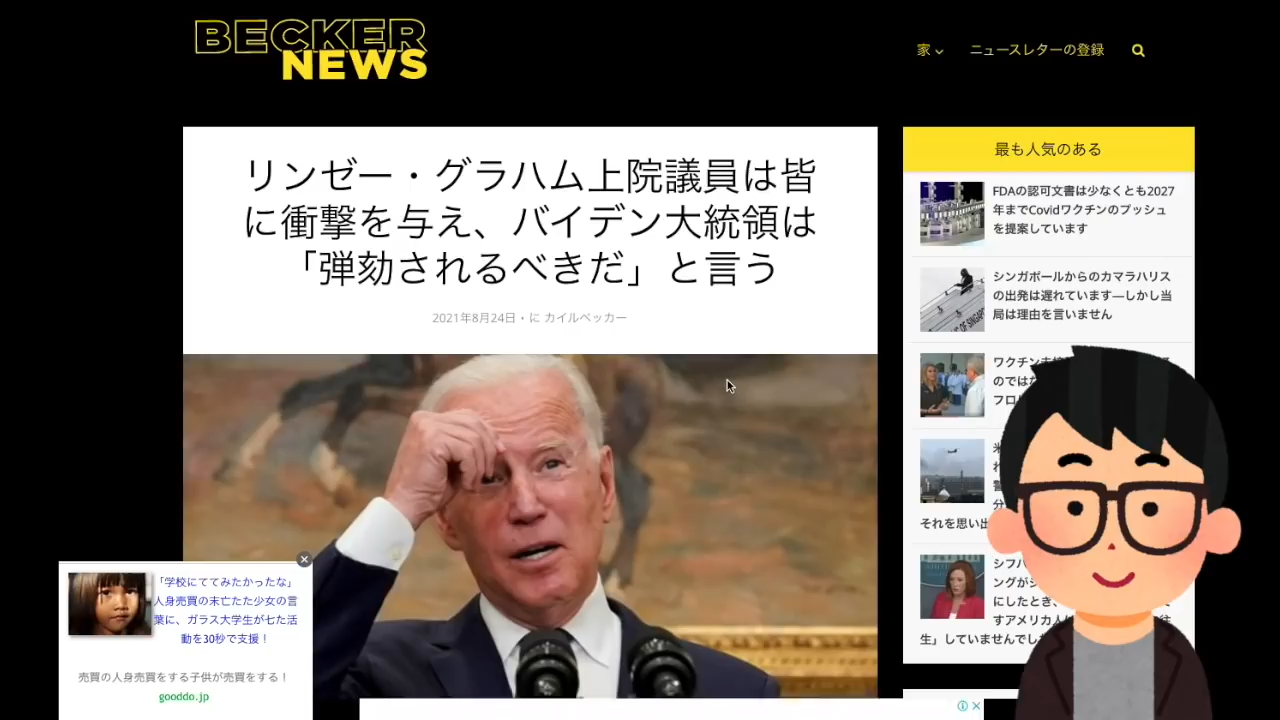 BECKER
NEWS
家
ニュースレターの登録
リンゼー・グラハム上院議員は皆
に衝撃を与え、バイデン大統領は
「弾劾されるべきだ」と言う
2021年8月24日・に カイルベッカー
最も人気のある
FDAの認可文書は少なくとも2027
年までCovidワクチンのプッシュ
を提案しています
シンガポールからのカマラハリス
の出発は遅れています—しかし当
局は理由を言いません
ワクチン
のでは
フロ
米
それを思い出
シフ
ングが
にしたとき、
すアメリカ人
生」していませんでした
「学校にててみたかったな」
人身売買の末亡たた少女の言
葉に、ガラス大学生が七た活
動を30秒で支援！
売買の人身売買をする子供が売買をする！
gooddo.jp